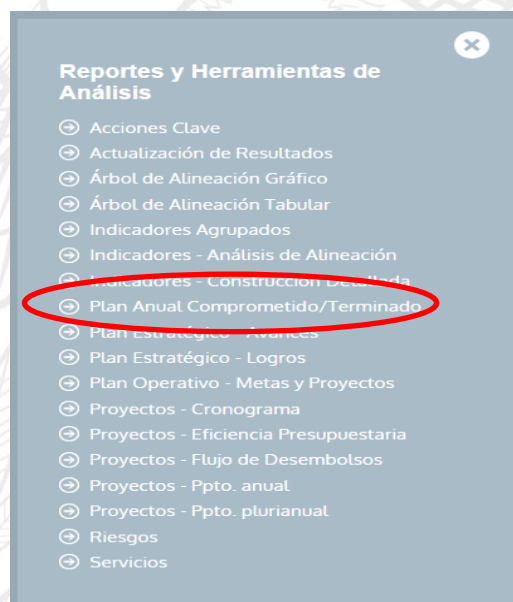 Reportes y Herramientas de
Análisis
Acciones Clave
Actualización de Resultados
Árbol de Alineación Gráfico
Árbol de Alineación Tabular
Indicadores Agrupados
Indicadores - Análisis de Alineación
Indicadores - Construcción Detallada
Plan Anual Comprometido/Terminado
Plan Estratégico - Avances
Plan Estratégico - Logros
Plan Operativo - Metas y Proyectos
Proyectos - Cronograma
Proyectos - Eficiencia Presupuestaria
Proyectos - Flujo de Desembolsos
Proyectos - Ppto. anual
Proyectos - Ppto. plurianual
Riesgos
Servicios